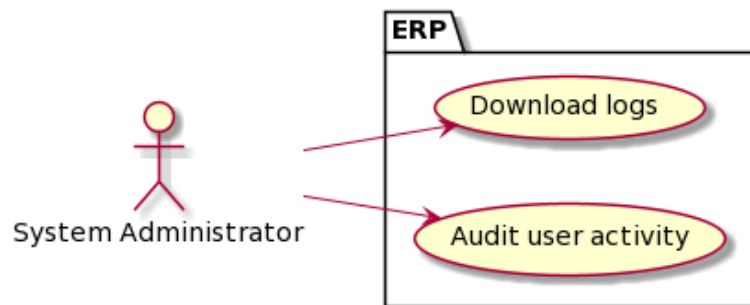 ERP
Download logs
System Administrator
Audit user activity